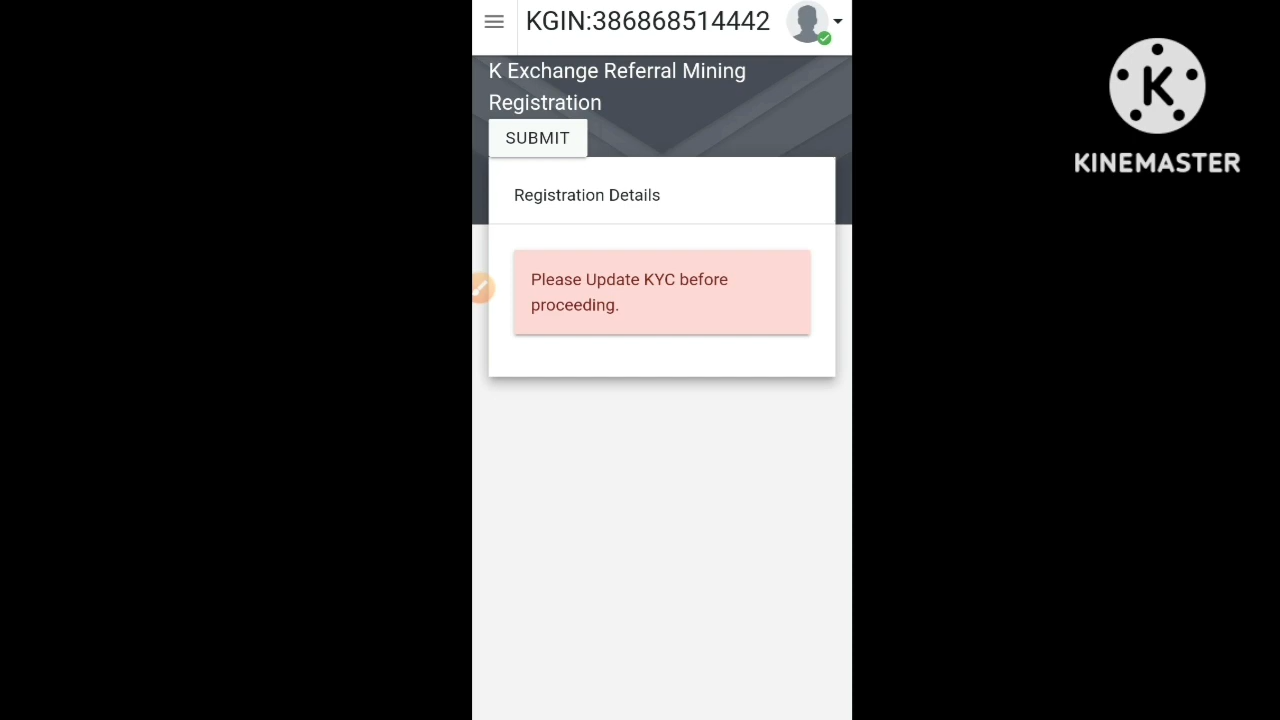 KGIN:386868514442
K Exchange Referral Mining
Registration
SUBMIT
Registration Details
Please Update KYC before
proceeding.
K
KINEMASTER